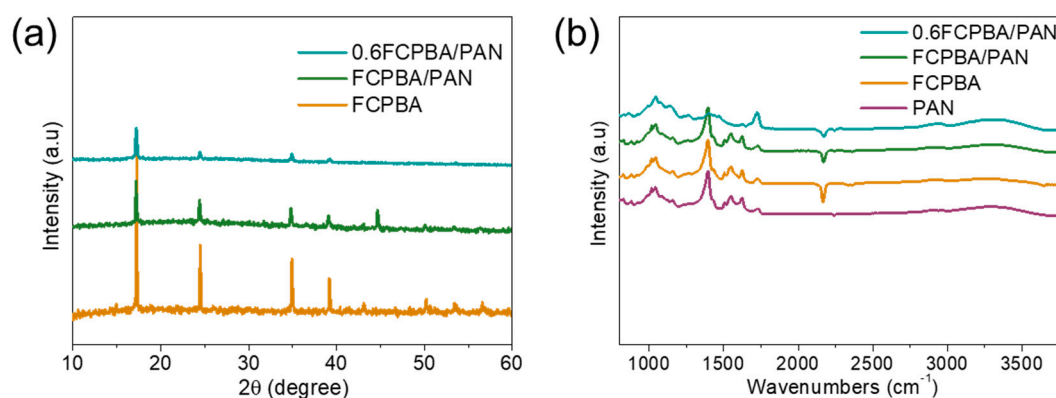 (a)
0.6FCPBA/PAN
FCPBA/PAN
FCPBA
Intensity (a.u)
10 20 30 40 50 60
2θ (degree)
(b)
0.6FCPBA/PAN
FCPBA/PAN
FCPBA
PAN
Intensity (a.u)
1000 1500 2000 2500 3000 3500
Wavenumbers (cm⁻¹)